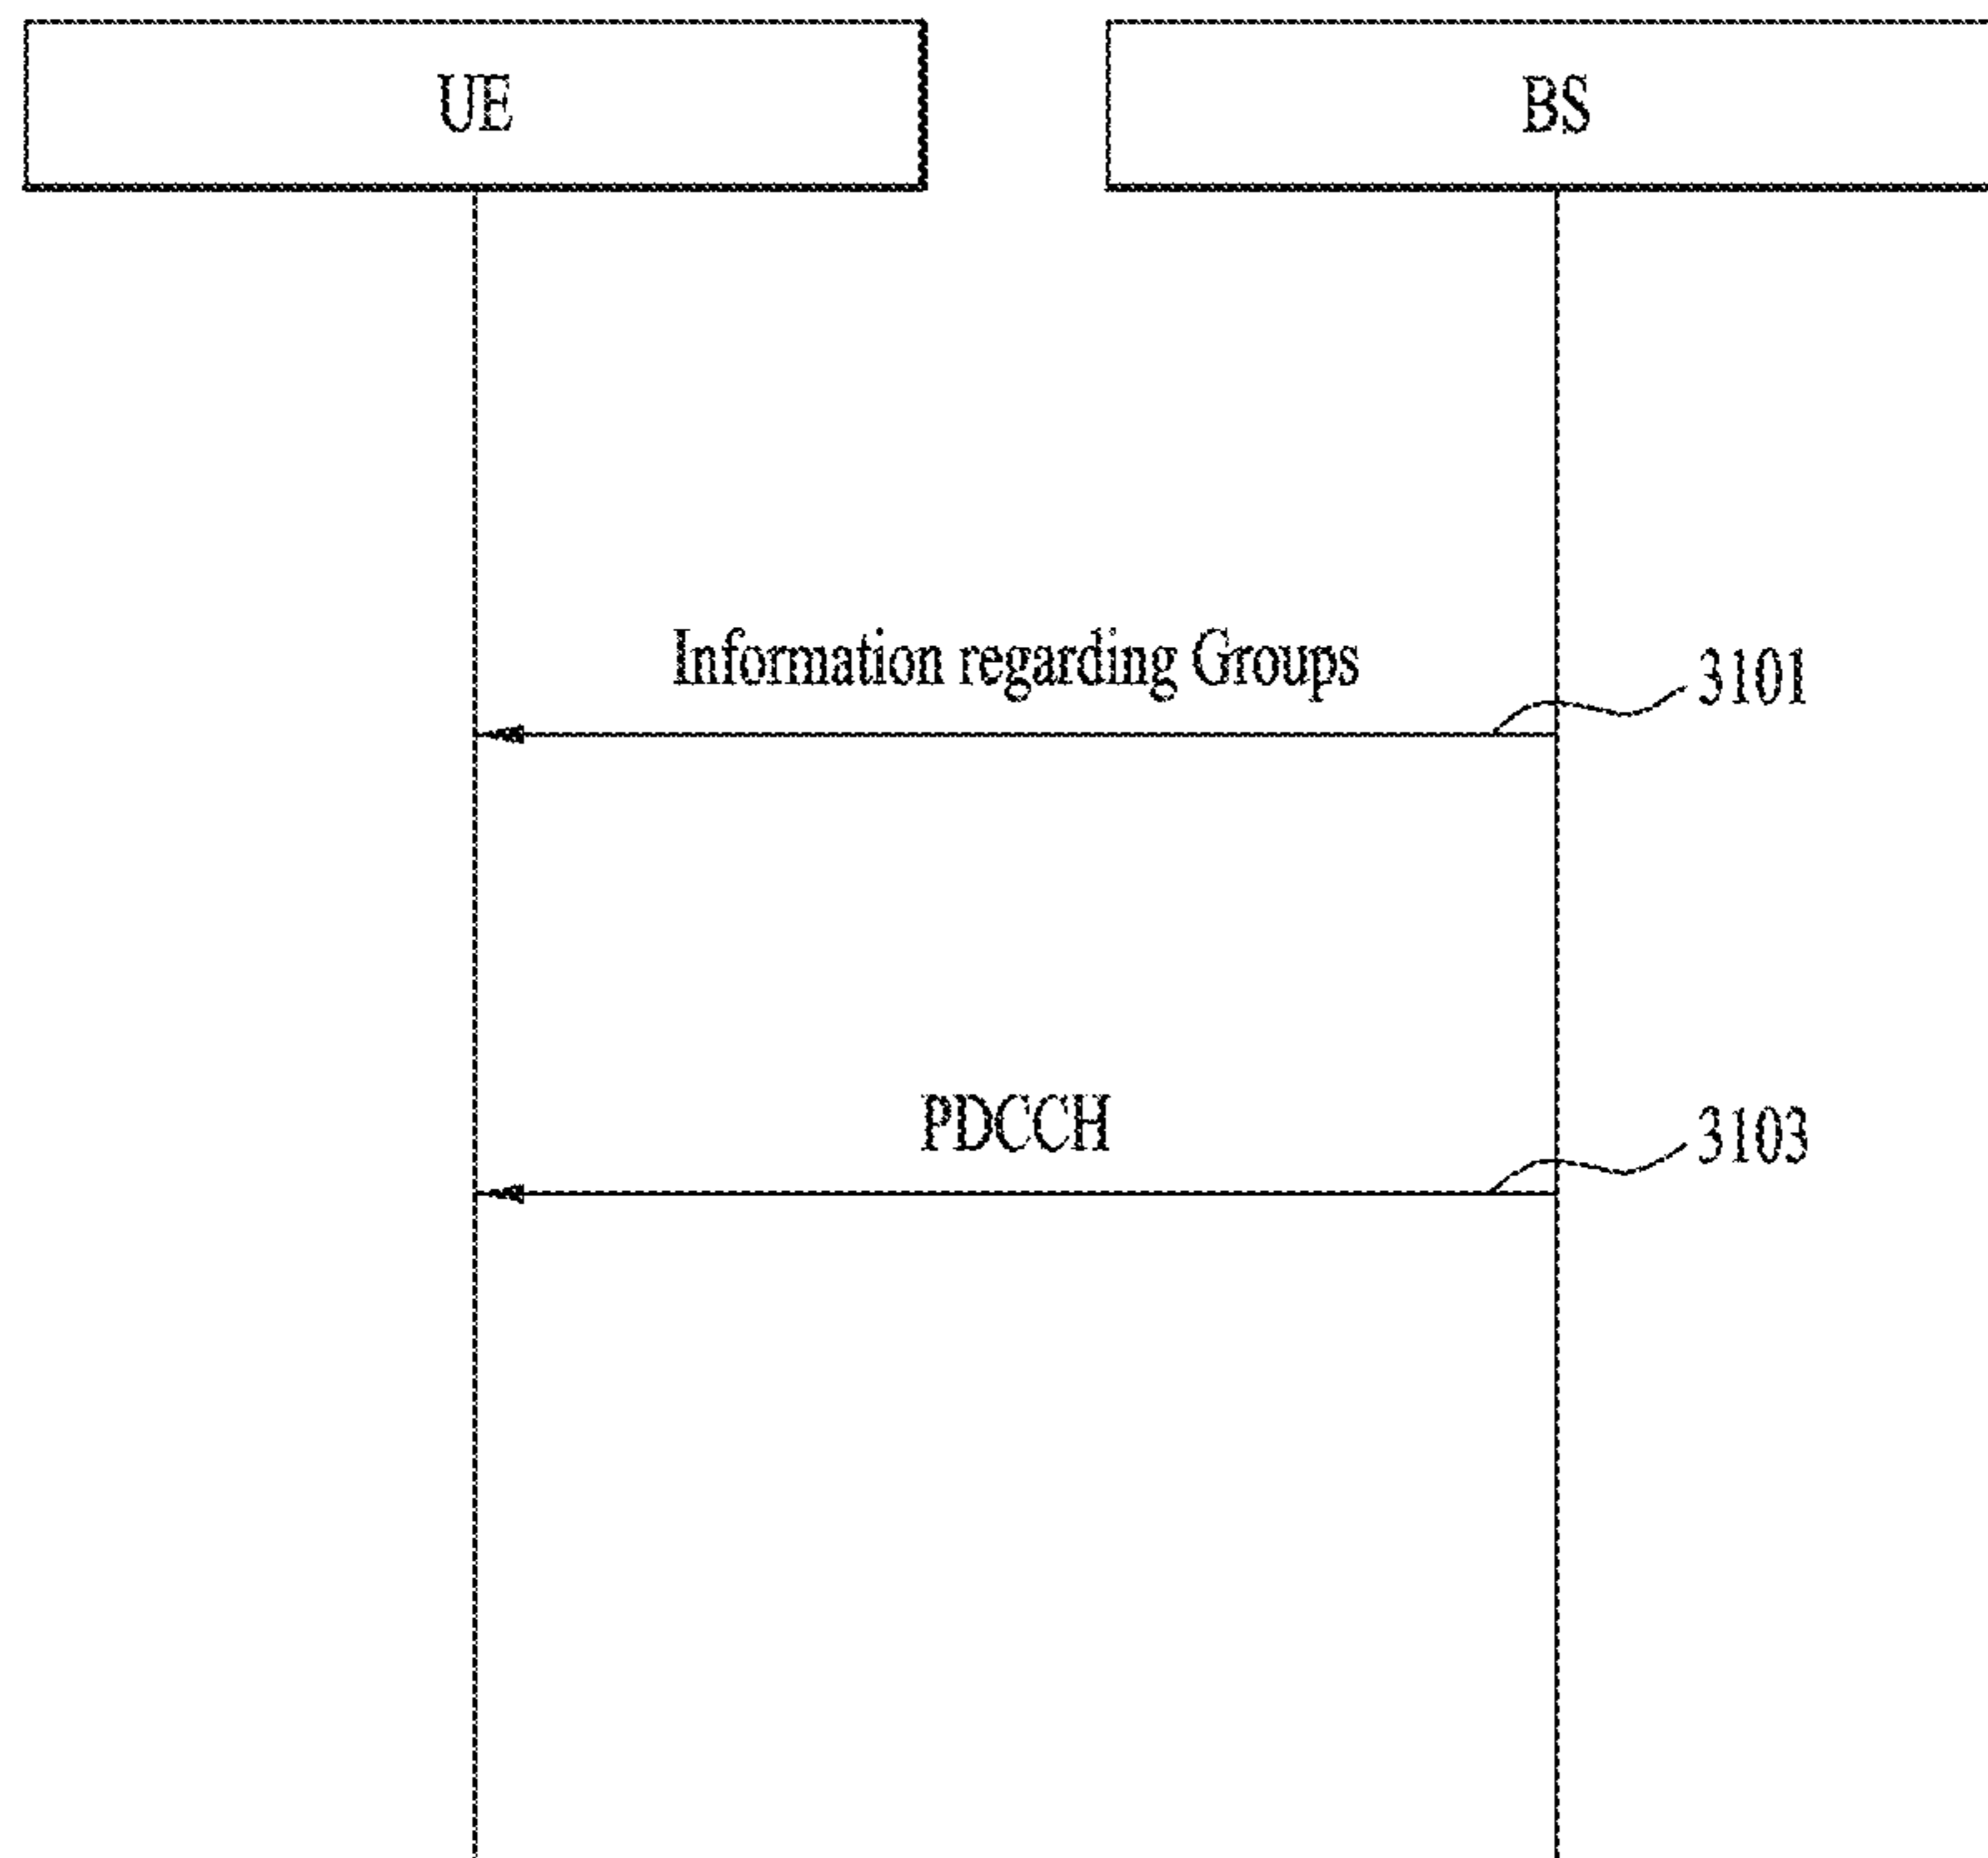 UE
BS
Information regarding Groups
3101
PDCCH
3103